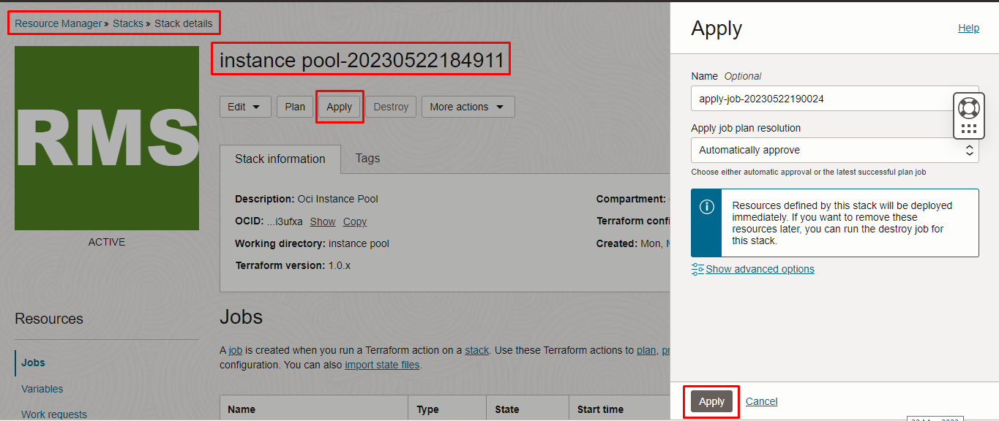 Resource Manager » Stacks » Stack details
RMS
ACTIVE
instance pool-20230522184911
Edit Plan Apply Destroy More actions
Stack information Tags
Description: Oci Instance Pool
OCID: ...i3ufxa Show Copy
Working directory: instance pool
Terraform version: 1.0.x
Compartment:
Terraform confi
Created: Mon,
Resources
Jobs
Variables
Work requests
Jobs
A job is created when you run a Terraform action on a stack. Use these Terraform actions to plan, pr
configuration. You can also import state files.
Name Type State Start time
Apply
Help
Name Optional
apply-job-20230522190024
Apply job plan resolution
Automatically approve
Choose either automatic approval or the latest successful plan job
Resources defined by this stack will be deployed
immediately. If you want to remove these
resources later, you can run the destroy job for
this stack.
Show advanced options
Apply Cancel